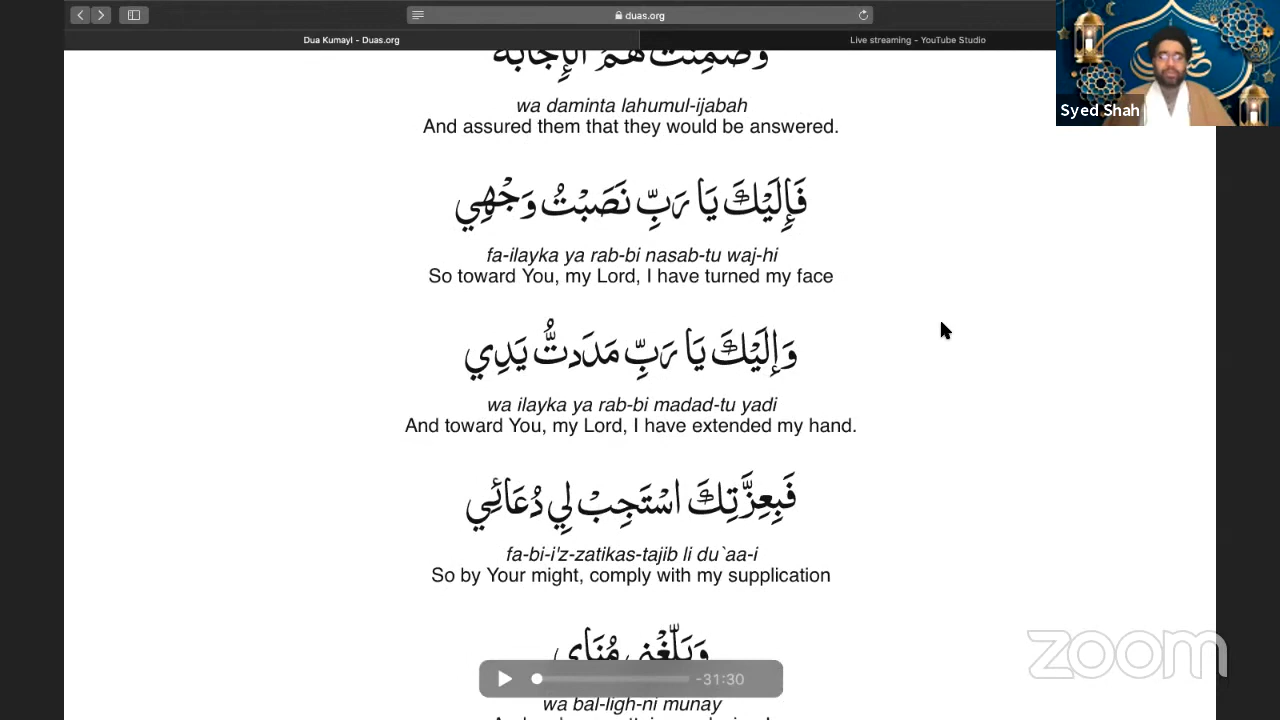 duas.org
Dua Kumayl - Duas.org
Live streaming - YouTube Studio
Syed Shah
وَضَمِنْتَ لَهُمُ الإِجَابَةَ
wa daminta lahumul-ijabah
And assured them that they would be answered.
فَإِلَيْكَ يَا رَبِّ نَصَبْتُ وَجْهِي
fa-ilayka ya rab-bi nasab-tu waj-hi
So toward You, my Lord, I have turned my face
وَإِلَيْكَ يَا رَبِّ مَدَدتُّ يَدِي
wa ilayka ya rab-bi madad-tu yadi
And toward You, my Lord, I have extended my hand.
فَبِعِزَّتِكَ اسْتَجِبْ لِي دُعَائِي
fa-bi-i'z-zatikas-tajib li du`aa-i
So by Your might, comply with my supplication
وَبَلِّغْنِي مُنَايَ
-31:30
wa bal-ligh-ni munay
zoom